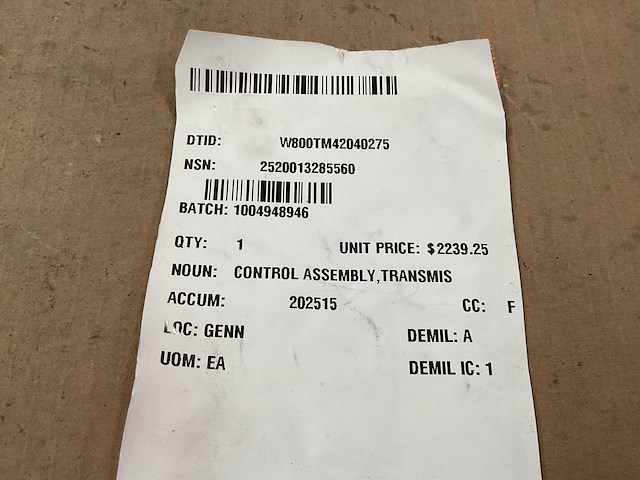 DTID: W800TM42040275
NSN: 2520013285560
BATCH: 1004948946
QTY: 1 UNIT PRICE: $2239.25
NOUN: CONTROL ASSEMBLY,TRANSMIS
ACCUM: 202515 CC: F
LOC: GENN DEMIL: A
UOM: EA DEMIL IC: 1